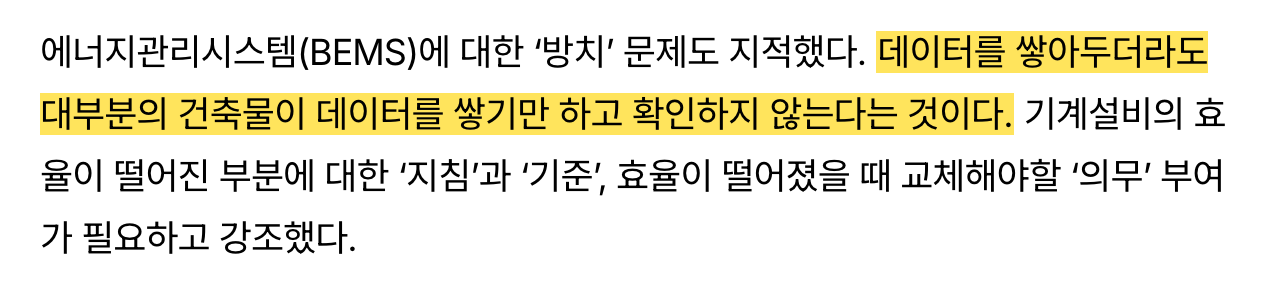 에너지관리시스템(BEMS)에 대한 ‘방치’ 문제도 지적했다. 데이터를 쌓아두더라도
대부분의 건축물이 데이터를 쌓기만 하고 확인하지 않는다는 것이다. 기계설비의 효
율이 떨어진 부분에 대한 ‘지침’과 ‘기준’, 효율이 떨어졌을 때 교체해야할 ‘의무’ 부여
가 필요하고 강조했다.